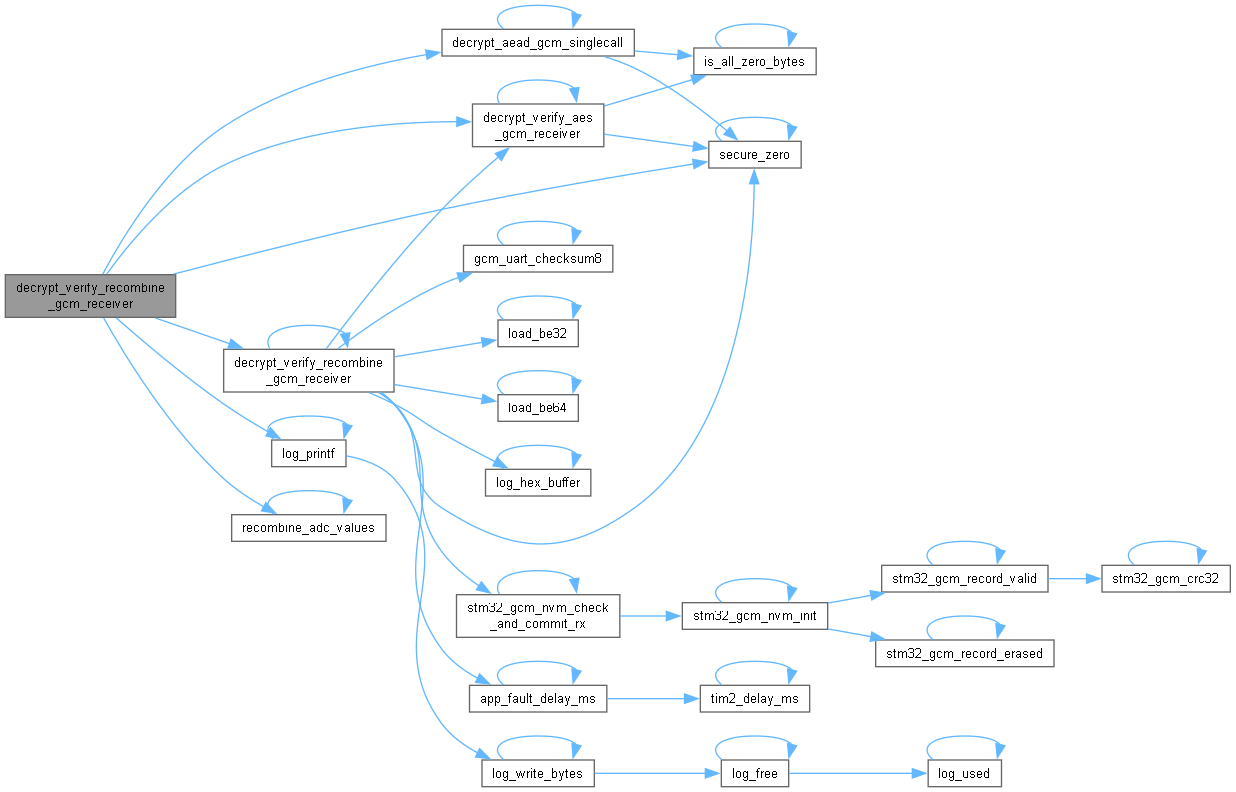 decrypt_aead_gcm_singlecall
is_all_zero_bytes
decrypt_verify_aes
_gcm_receiver
secure_zero
gcm_uart_checksum8
decrypt_verify_recombine
_gcm_receiver
load_be32
decrypt_verify_recombine
_gcm_receiver
load_be64
log_printf
log_hex_buffer
recombine_adc_values
stm32_gcm_record_valid
stm32_gcm_crc32
stm32_gcm_nvm_check
_and_commit_rx
stm32_gcm_nvm_init
stm32_gcm_record_erased
app_fault_delay_ms
tim2_delay_ms
log_write_bytes
log_free
log_used